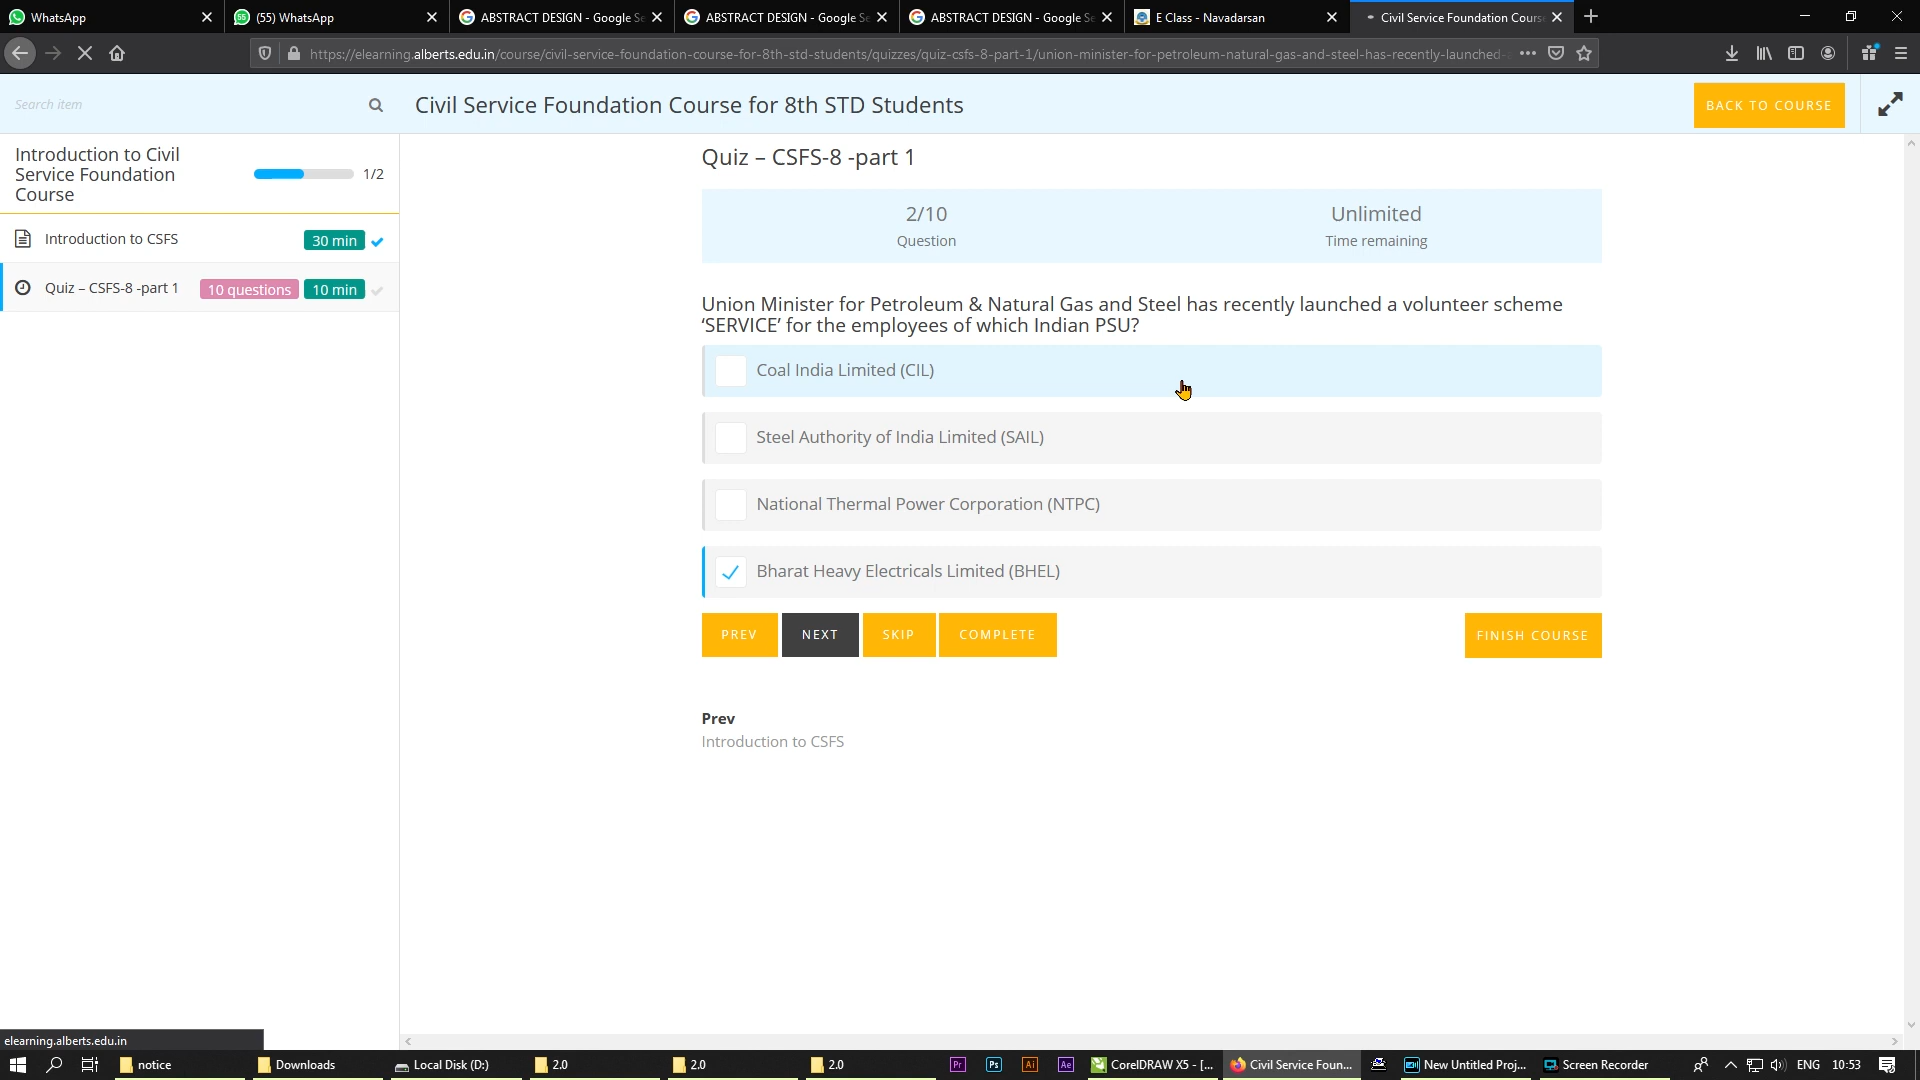 WhatsApp
(55) WhatsApp
ABSTRACT DESIGN - Google Se
ABSTRACT DESIGN - Google Se
ABSTRACT DESIGN - Google Se
E Class - Navadarsan
Civil Service Foundation Course
https://elearning.alberts.edu.in/course/civil-service-foundation-course-for-8th-std-students/quizzes/quiz-csfs-8-part-1/union-minister-for-petroleum-natural-gas-and-steel-has-recently-launched-
Search item
Civil Service Foundation Course for 8th STD Students
BACK TO COURSE
Introduction to Civil
Service Foundation
Course
1/2
Introduction to CSFS
30 min
Quiz – CSFS-8 -part 1
10 questions
10 min
Quiz – CSFS-8 -part 1
2/10
Question
Unlimited
Time remaining
Union Minister for Petroleum & Natural Gas and Steel has recently launched a volunteer scheme
‘SERVICE’ for the employees of which Indian PSU?
Coal India Limited (CIL)
Steel Authority of India Limited (SAIL)
National Thermal Power Corporation (NTPC)
Bharat Heavy Electricals Limited (BHEL)
PREV
NEXT
SKIP
COMPLETE
FINISH COURSE
Prev
Introduction to CSFS
elearning.alberts.edu.in
notice
Downloads
Local Disk (D:)
2.0
2.0
2.0
Pr
Ps
Ai
Ae
CorelDRAW X5 - [...
Civil Service Foun...
New Untitled Proj...
Screen Recorder
ENG
10:53